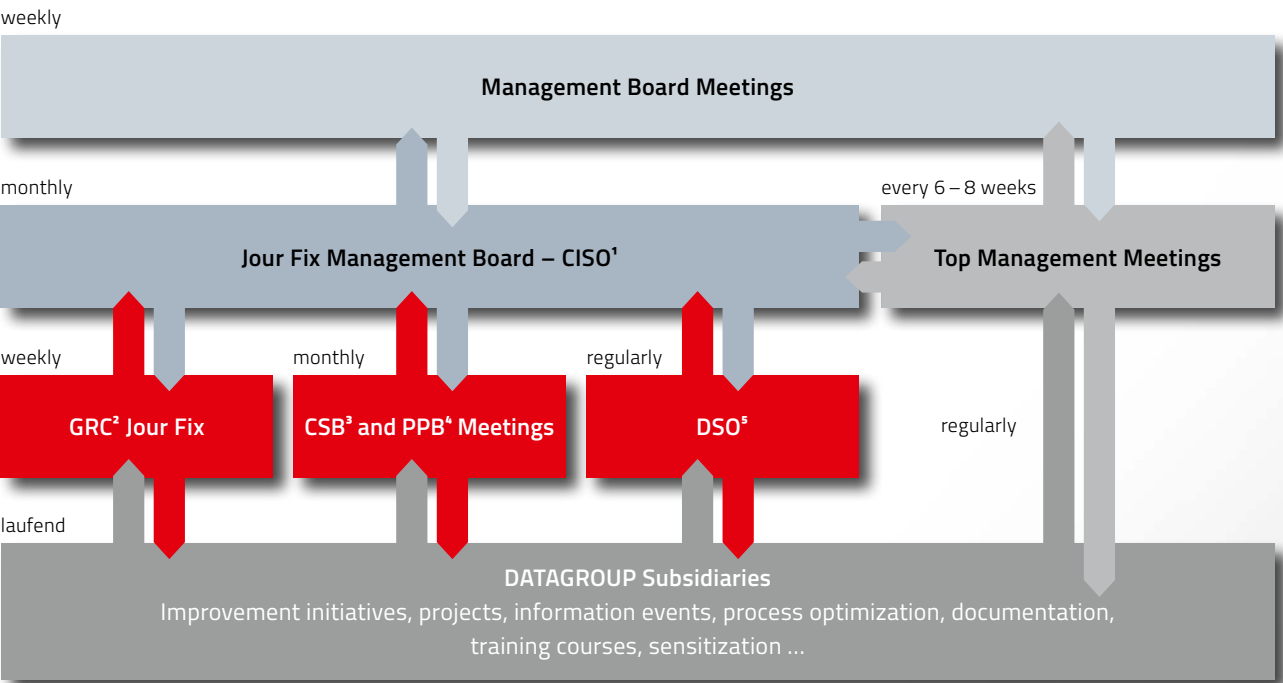 weekly
Management Board Meetings
monthly
every 6 – 8 weeks
Jour Fix Management Board – CISO¹
Top Management Meetings
weekly
monthly
regularly
GRC² Jour Fix
CSB³ and PPB⁴ Meetings
DSO⁵
regularly
laufend
DATAGROUP Subsidiaries
Improvement initiatives, projects, information events, process optimization, documentation,
training courses, sensitization ...